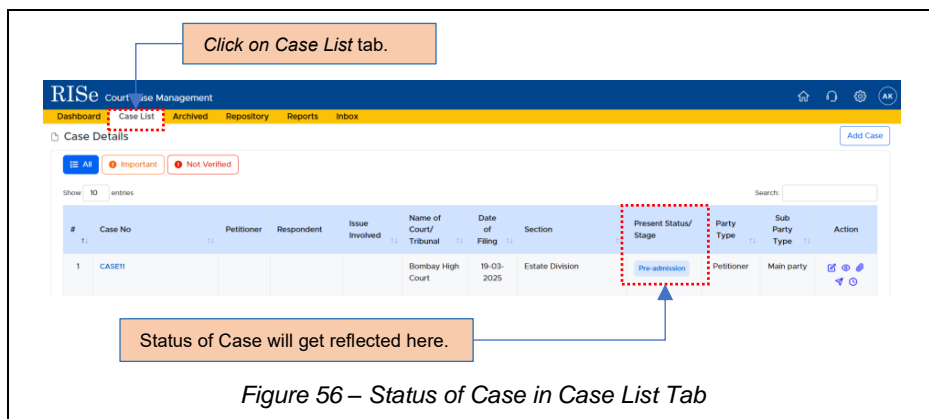 Click on Case List tab.
RISe Court Case Management
AK
Dashboard Case List Archived Repository Reports Inbox
Case Details
Add Case
All Important Not Verified
Show 10 entries
Search:
# Case No Petitioner Respondent Issue Involved Name of Court/ Tribunal Date of Filing Section Present Status/ Stage Party Type Sub Party Type Action
1 CASE11 Bombay High Court 19-03-2025 Estate Division Pre-admission Petitioner Main party
Status of Case will get reflected here.
Figure 56 – Status of Case in Case List Tab